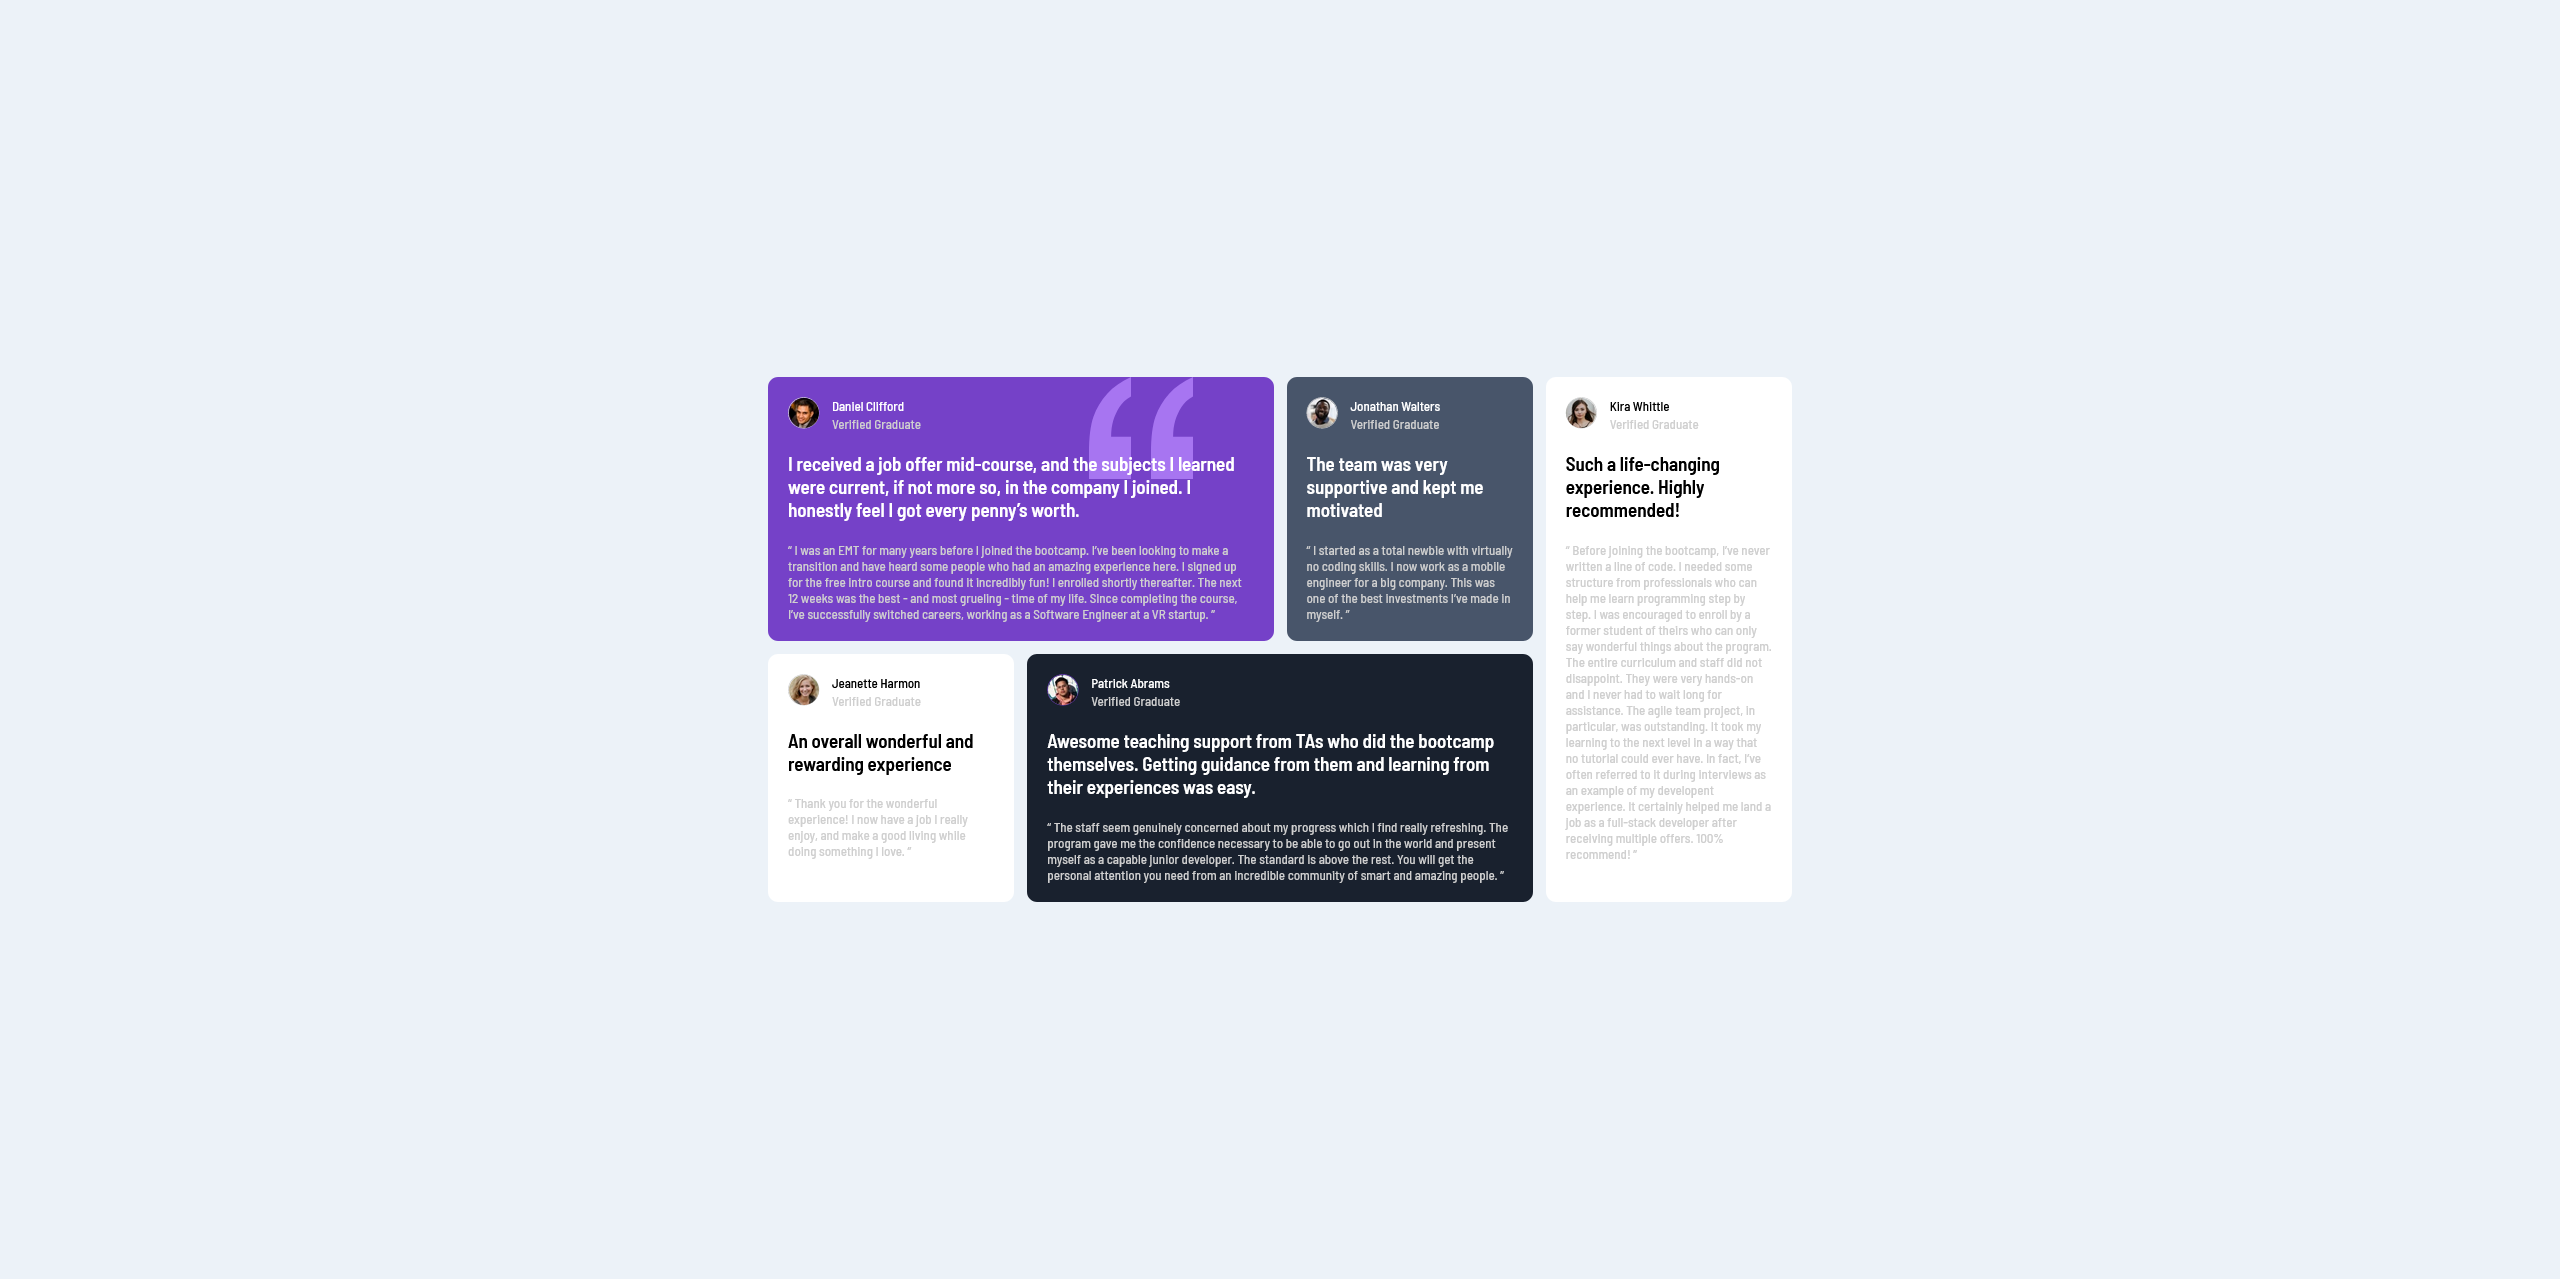 Daniel Clifford
Verified Graduate
I received a job offer mid-course, and the subjects I learned
were current, if not more so, in the company I joined. I
honestly feel I got every penny’s worth.
“ I was an EMT for many years before I joined the bootcamp. I’ve been looking to make a
transition and have heard some people who had an amazing experience here. I signed up
for the free intro course and found it incredibly fun! I enrolled shortly thereafter. The next
12 weeks was the best - and most grueling - time of my life. Since completing the course,
I’ve successfully switched careers, working as a Software Engineer at a VR startup. ”
Jonathan Walters
Verified Graduate
The team was very
supportive and kept me
motivated
“ I started as a total newbie with virtually
no coding skills. I now work as a mobile
engineer for a big company. This was
one of the best investments I’ve made in
myself. ”
Kira Whittle
Verified Graduate
Such a life-changing
experience. Highly
recommended!
“ Before joining the bootcamp, I’ve never
written a line of code. I needed some
structure from professionals who can
help me learn programming step by
step. I was encouraged to enroll by a
former student of theirs who can only
say wonderful things about the program.
The entire curriculum and staff did not
disappoint. They were very hands-on
and I never had to wait long for
assistance. The agile team project, in
particular, was outstanding. It took my
learning to the next level in a way that
no tutorial could ever have. In fact, I’ve
often referred to it during interviews as
an example of my developent
experience. It certainly helped me land a
job as a full-stack developer after
receiving multiple offers. 100%
recommend! ”
Jeanette Harmon
Verified Graduate
An overall wonderful and
rewarding experience
“ Thank you for the wonderful
experience! I now have a job I really
enjoy, and make a good living while
doing something I love. ”
Patrick Abrams
Verified Graduate
Awesome teaching support from TAs who did the bootcamp
themselves. Getting guidance from them and learning from
their experiences was easy.
“ The staff seem genuinely concerned about my progress which I find really refreshing. The
program gave me the confidence necessary to be able to go out in the world and present
myself as a capable junior developer. The standard is above the rest. You will get the
personal attention you need from an incredible community of smart and amazing people. ”